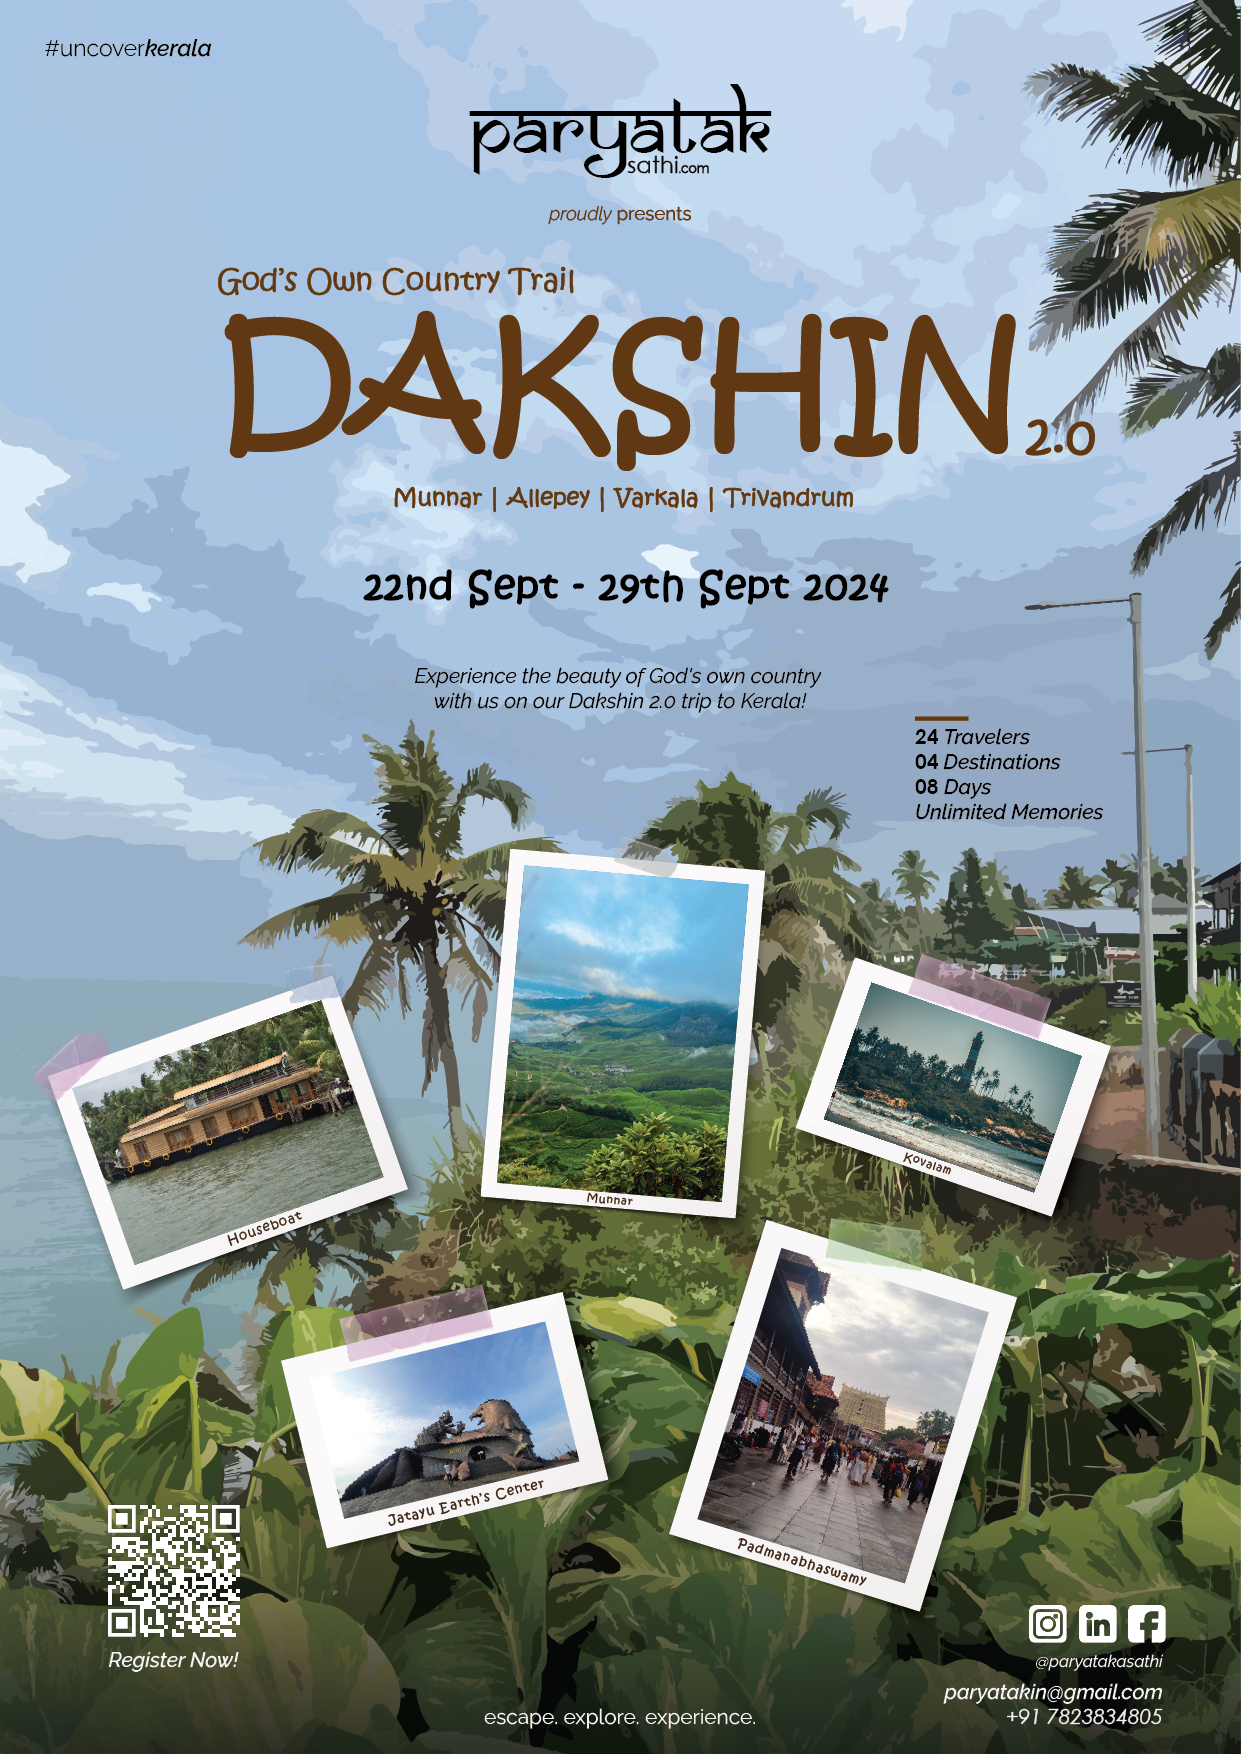 #uncoverkerala
paryatak
sathi.com
proudly presents
God's Own Country Trail
DAKSHIN 2.0
Munnar | Allepey | Varkala | Trivandrum
22nd Sept - 29th Sept 2024
Experience the beauty of God's own country
with us on our Dakshin 2.0 trip to Kerala!
24 Travelers
04 Destinations
08 Days
Unlimited Memories
Houseboat
Munnar
Kovalam
Jatayu Earth's Center
Padmanabhaswamy
Register Now!
@paryatakasathi
paryatakin@gmail.com
+91 7823834805
escape. explore. experience.